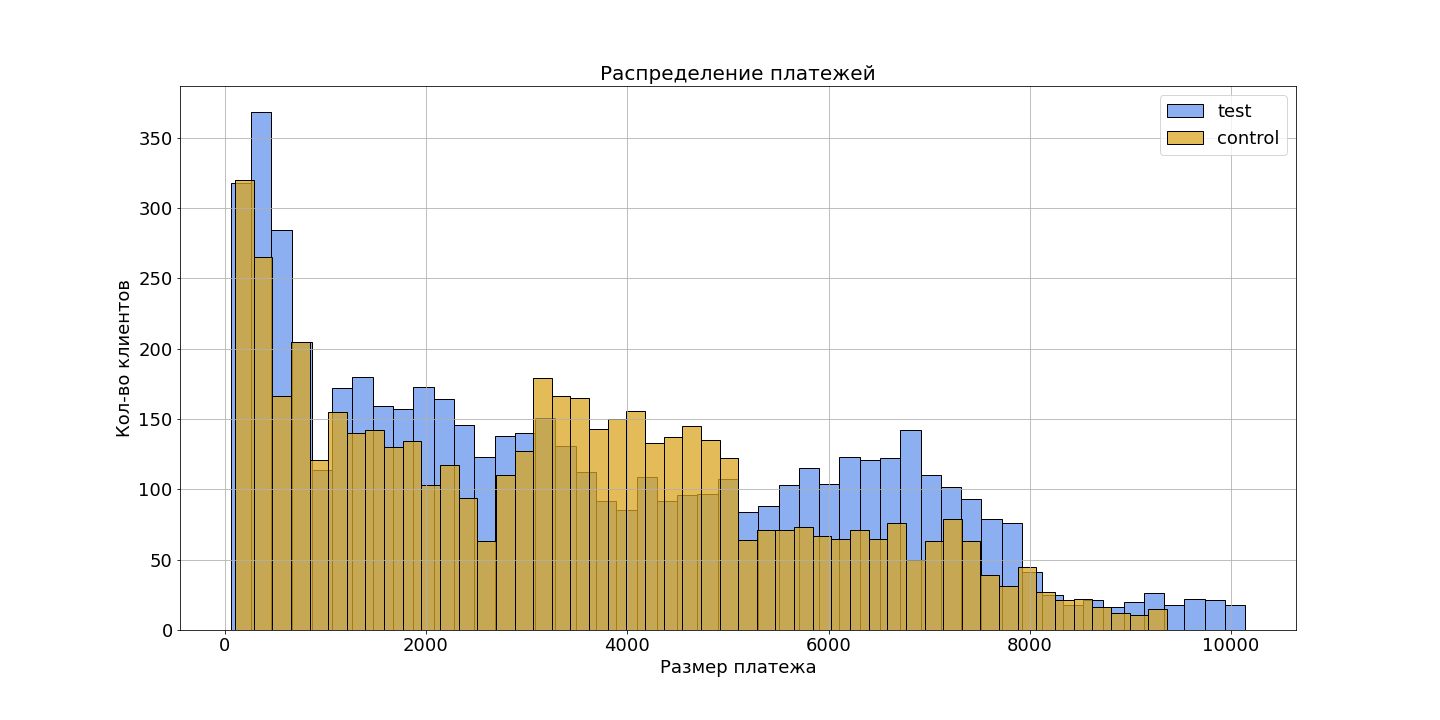 Распределение платежей
test
control
Кол-во клиентов
350
300
250
200
150
100
50
0
0 2000 4000 6000 8000 10000
Размер платежа